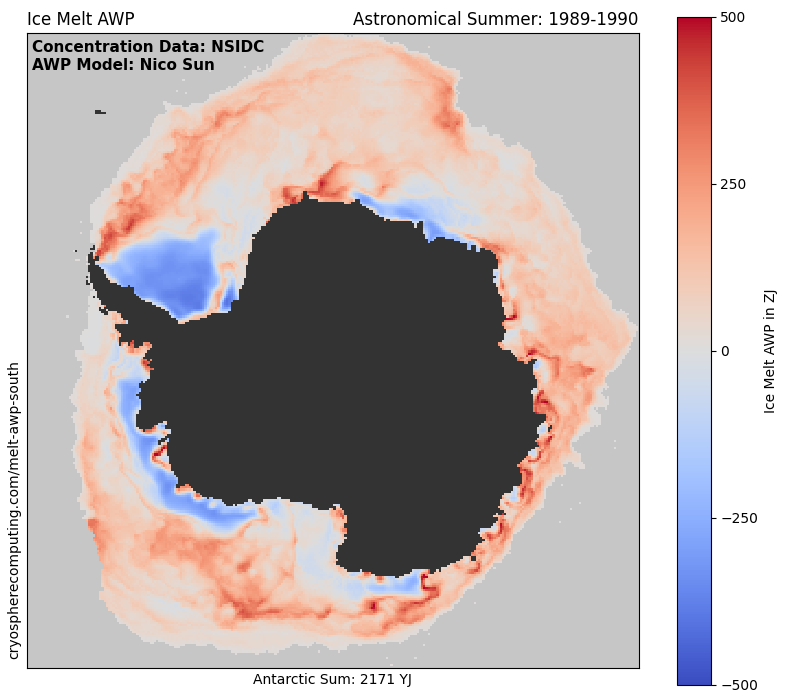 Ice Melt AWP
Astronomical Summer: 1989-1990
Concentration Data: NSIDC
AWP Model: Nico Sun
500
250
0
−250
−500
Ice Melt AWP in ZJ
cryospherecomputing.com/melt-awp-south
Antarctic Sum: 2171 YJ